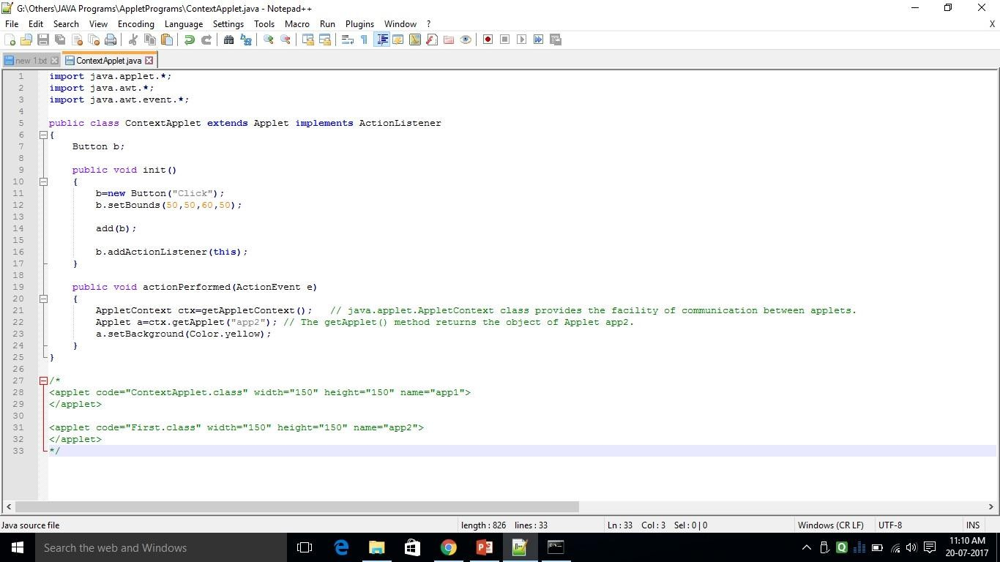 G:\Others\JAVA Programs\AppletPrograms\ContextApplet.java - Notepad++
File Edit Search View Encoding Language Settings Tools Macro Run Plugins Window ? X
new 1.txt ContextApplet.java
1 import java.applet.*;
2 import java.awt.*;
3 import java.awt.event.*;
4
5 public class ContextApplet extends Applet implements ActionListener
6 {
7 Button b;
8
9 public void init()
10 {
11 b=new Button("Click");
12 b.setBounds(50,50,60,50);
13
14 add(b);
15
16 b.addActionListener(this);
17 }
18
19 public void actionPerformed(ActionEvent e)
20 {
21 AppletContext ctx=getAppletContext(); // java.applet.AppletContext class provides the facility of communication between applets.
22 Applet a=ctx.getApplet("app2"); // The getApplet() method returns the object of Applet app2.
23 a.setBackground(Color.yellow);
24 }
25 }
26
27 /*
28 <applet code="ContextApplet.class" width="150" height="150" name="app1">
29 </applet>
30
31 <applet code="First.class" width="150" height="150" name="app2">
32 </applet>
33 */
Java source file length : 826 lines : 33 Ln : 33 Col : 3 Sel : 0 | 0 Windows (CR LF) UTF-8 INS
Search the web and Windows
11:10 AM
20-07-2017